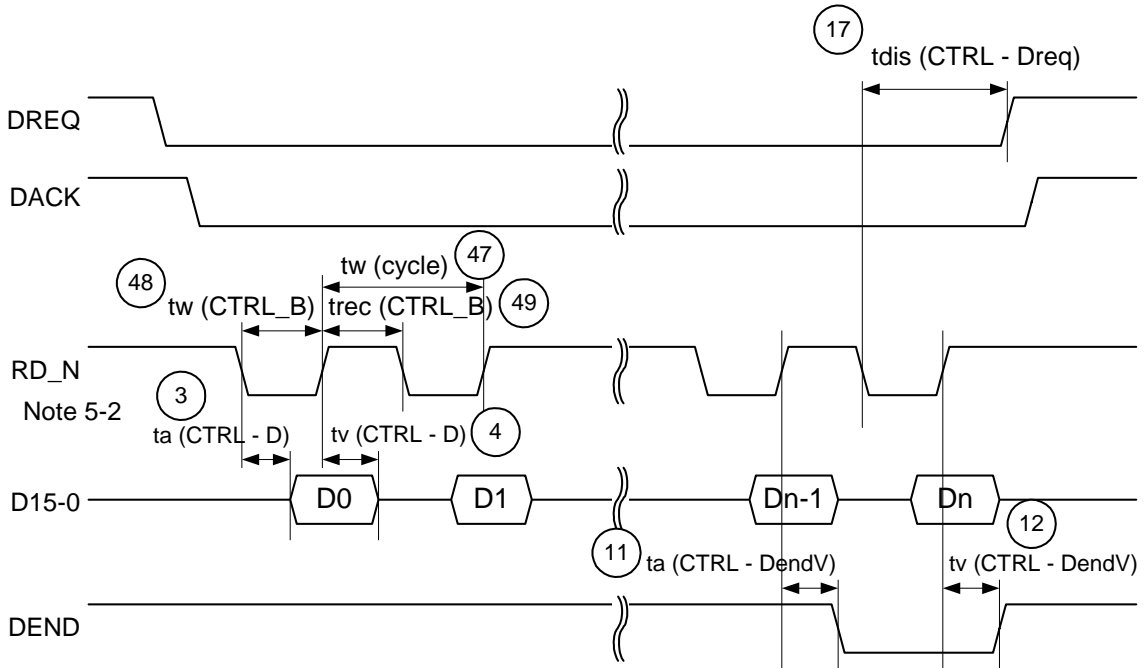 17
tdis (CTRL - Dreq)
DREQ
DACK
47
tw (cycle)
48
tw (CTRL_B)
trec (CTRL_B)
49
RD_N
Note 5-2
3
ta (CTRL - D)
tv (CTRL - D)
4
D15-0
D0
D1
Dn-1
Dn
11
ta (CTRL - DendV)
12
tv (CTRL - DendV)
DEND